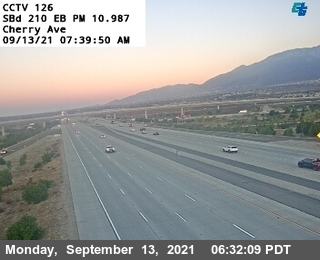 CCTV 126
SBd 210 EB PM 10.987
Cherry Ave
09/13/21 07:39:50 AM
Monday, September 13, 2021 06:32:09 PDT